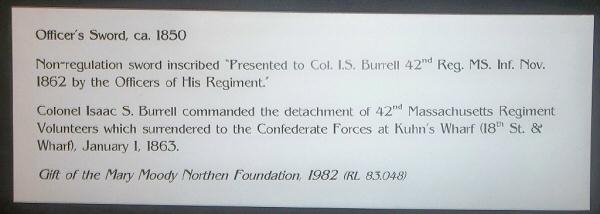 Officer's Sword, ca. 1850
Non-regulation sword inscribed "Presented to Col. I.S. Burrell 42nd Reg. MS. Inf. Nov.
1862 by the Officers of His Regiment."
Colonel Isaac S. Burrell commanded the detachment of 42nd Massachusetts Regiment
Volunteers which surrendered to the Confederate Forces at Kuhn's Wharf (18th St. &
Wharf), January 1, 1863.
Gift of the Mary Moody Northen Foundation, 1982 (RL 83.048)